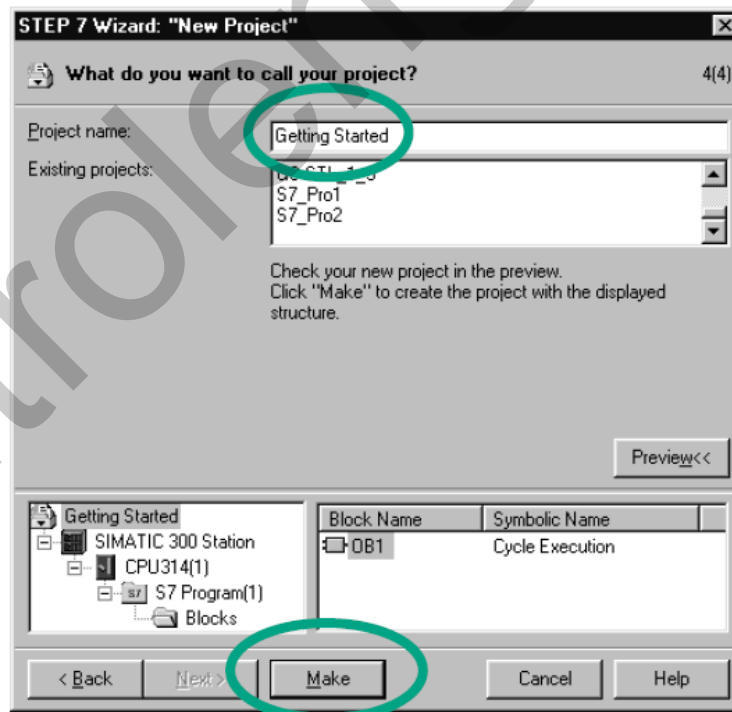 STEP 7 Wizard: "New Project"
What do you want to call your project? 4(4)
Project name: Getting Started
Existing projects:
S7_Pro1
S7_Pro2
Check your new project in the preview.
Click "Make" to create the project with the displayed
structure.
Preview<<
Getting Started
SIMATIC 300 Station
CPU314(1)
S7 Program(1)
Blocks
Block Name Symbolic Name
OB1 Cycle Execution
< Back Next > Make Cancel Help